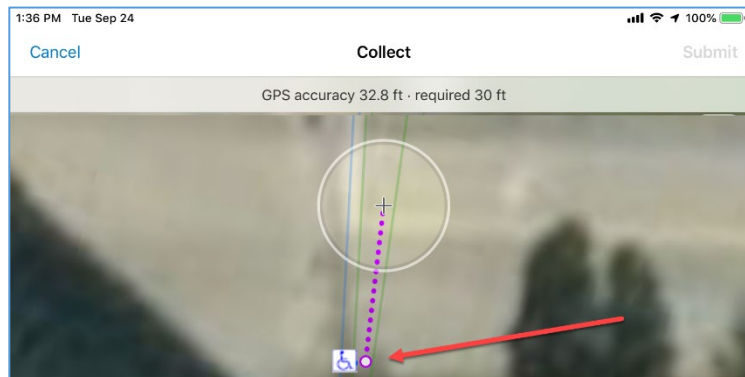 1:36 PM Tue Sep 24
100%
Cancel
Collect
Submit
GPS accuracy 32.8 ft · required 30 ft